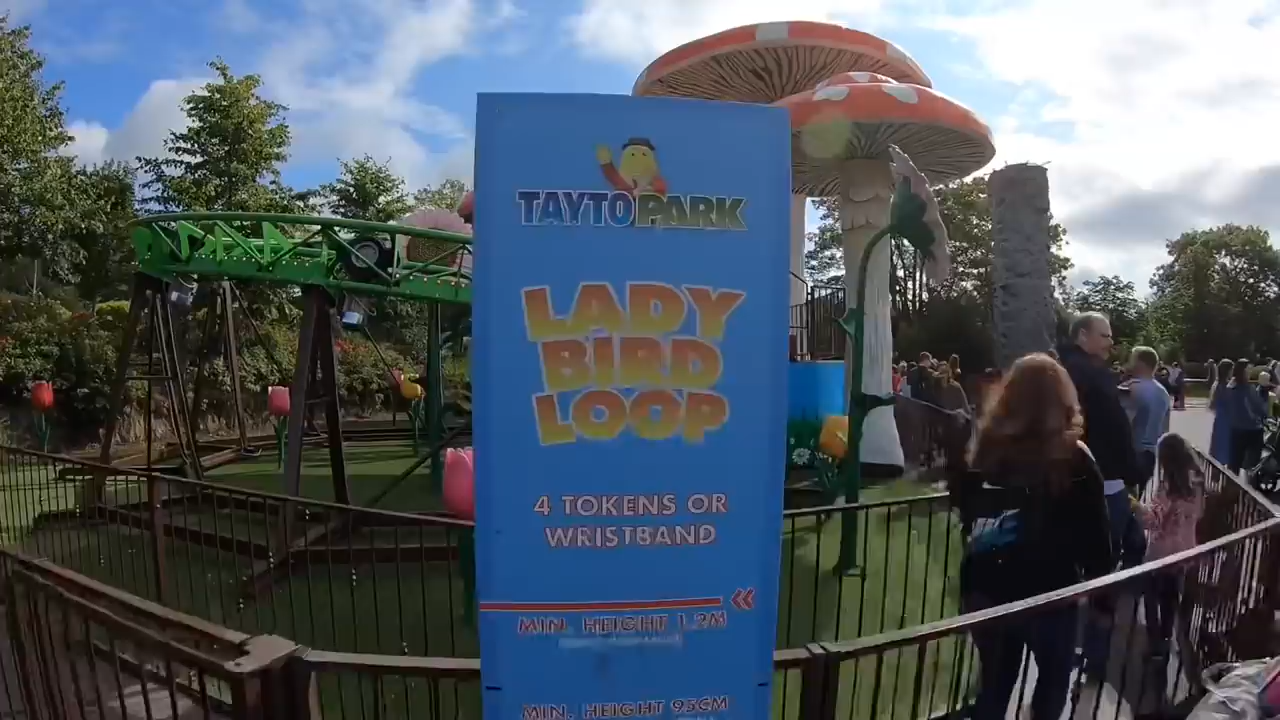 TAYTO PARK
LADY
BIRD
LOOP
4 TOKENS OR
WRISTBAND
MIN. HEIGHT 1.2M
MIN. HEIGHT 95CM